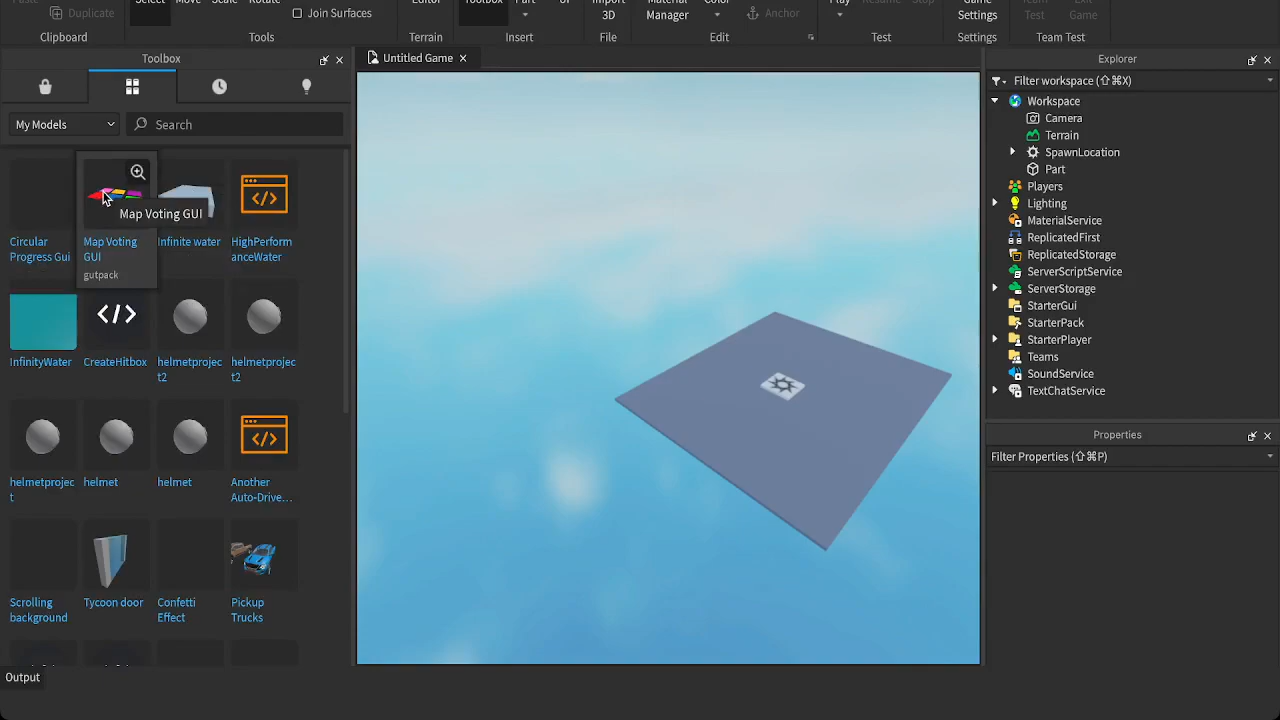 Paste
Select
Move
Scale
Rotate
Editor
Toolbox
Part
UI
Import
Material
Color
Play
Resume
Stop
Game
Team
Exit
Duplicate
Join Surfaces
3D
Manager
Anchor
Settings
Test
Game
Clipboard
Tools
Terrain
Insert
File
Edit
Test
Settings
Team Test
Toolbox
Untitled Game
My Models
Search
Circular
Progress Gui
Map Voting
GUI
gutpack
Map Voting GUI
Infinite water
HighPerform
anceWater
InfinityWater
CreateHitbox
helmetprojec
t2
helmetprojec
t2
helmetprojec
t
helmet
helmet
Another
Auto-Drive...
Scrolling
background
Tycoon door
Confetti
Effect
Pickup
Trucks
Output
Explorer
Filter workspace (⇧⌘X)
Workspace
Camera
Terrain
SpawnLocation
Part
Players
Lighting
MaterialService
ReplicatedFirst
ReplicatedStorage
ServerScriptService
ServerStorage
StarterGui
StarterPack
StarterPlayer
Teams
SoundService
TextChatService
Properties
Filter Properties (⇧⌘P)